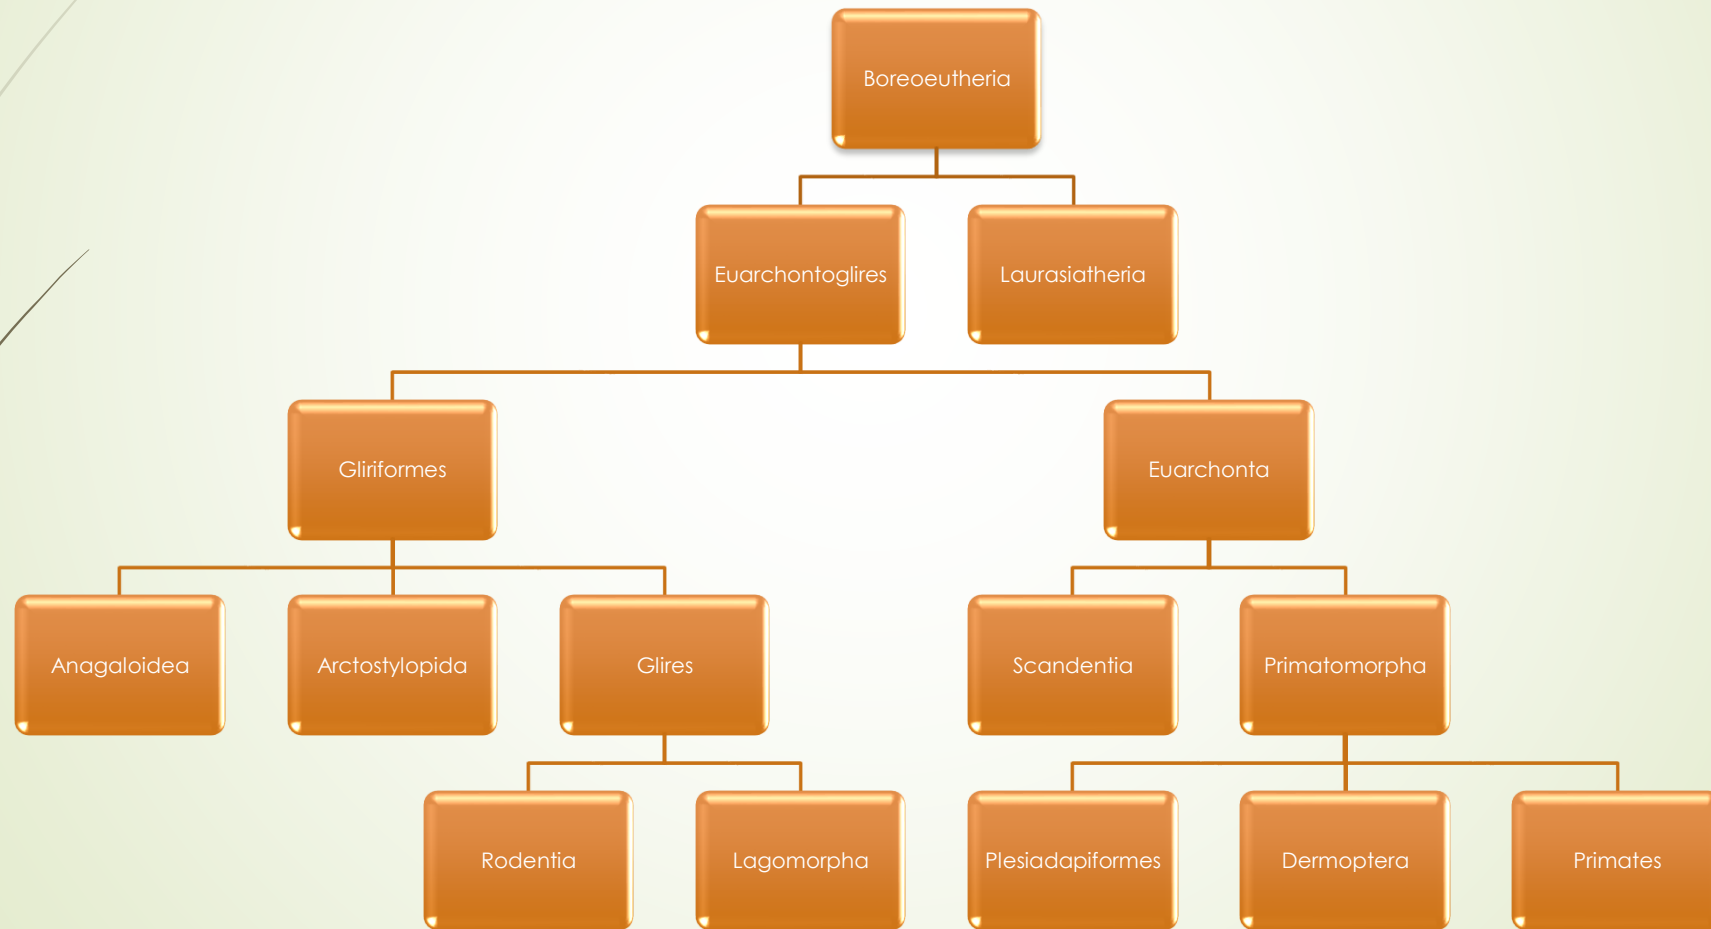 Boreoeutheria
Euarchontoglires
Laurasiatheria
Gliriformes
Euarchonta
Anagaloidea
Arctostylopida
Glires
Scandentia
Primatomorpha
Rodentia
Lagomorpha
Plesiadapiformes
Dermoptera
Primates